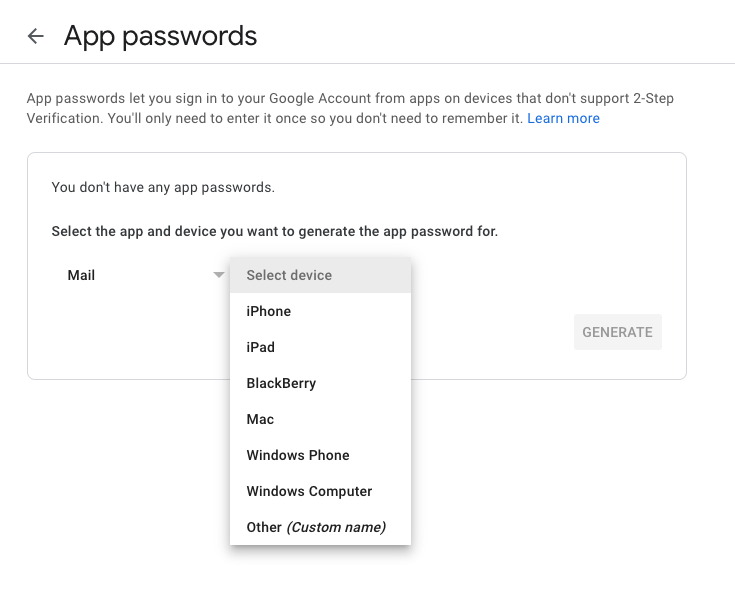 App passwords
App passwords let you sign in to your Google Account from apps on devices that don't support 2-Step
Verification. You'll only need to enter it once so you don't need to remember it. Learn more
You don't have any app passwords.
Select the app and device you want to generate the app password for.
Mail
Select device
iPhone
iPad
BlackBerry
Mac
Windows Phone
Windows Computer
Other (Custom name)
GENERATE